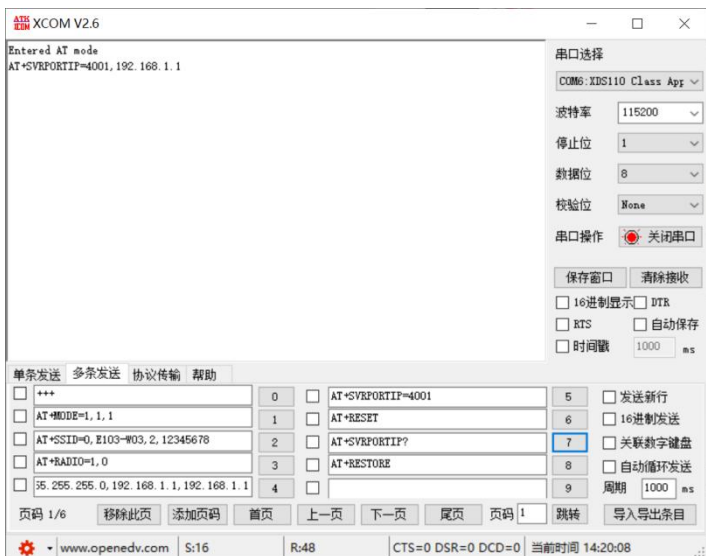 ATK XCOM XCOM V2.6
Entered AT mode
AT+SVRPORTIP=4001,192.168.1.1
串口选择
COM6:XDS110 Class App
波特率 115200
停止位 1
数据位 8
校验位 None
串口操作 关闭串口
保存窗口 清除接收
16进制显示 DTR
RTS 自动保存
时间戳 1000 ms
单条发送 多条发送 协议传输 帮助
+++ 0 AT+SVRPORTIP=4001 5 发送新行
AT+MODE=1,1,1 1 AT+RESET 6 16进制发送
AT+SSID=0,E103-W03,2,12345678 2 AT+SVRPORTIP? 7 关联数字键盘
AT+RADIO=1,0 3 AT+RESTORE 8 自动循环发送
55.255.255.0,192.168.1.1,192.168.1.1 4 9 周期 1000 ms
页码 1/6 移除此页 添加页码 首页 上一页 下一页 尾页 页码 1 跳转 导入导出条目
www.openedv.com S:16 R:48 CTS=0 DSR=0 DCD=0 当前时间 14:20:08